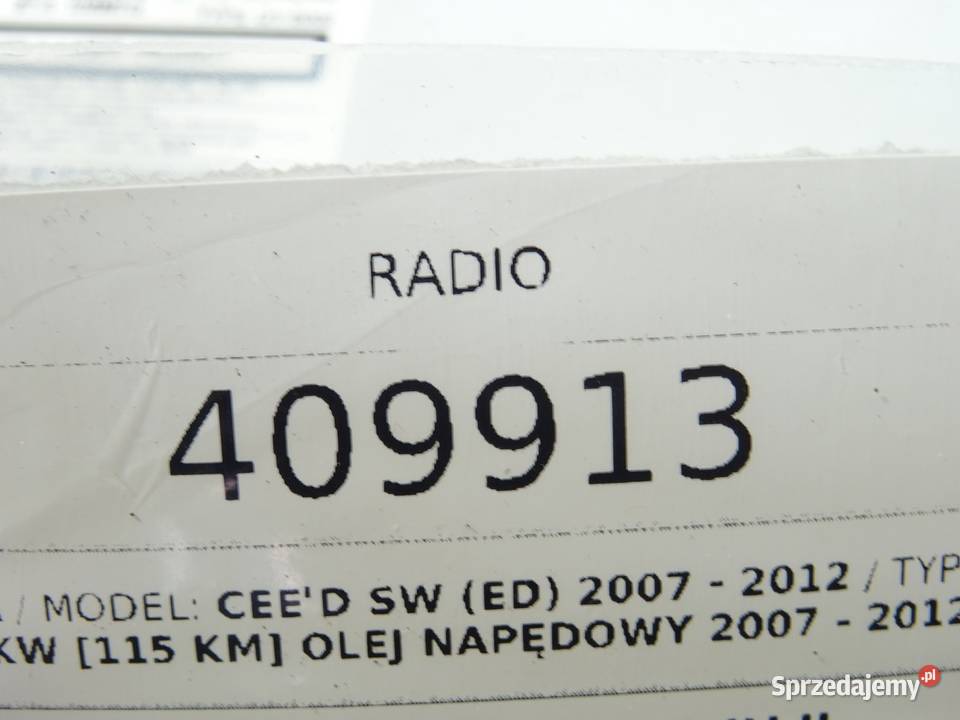 RADIO
409913
/ MODEL: CEE'D SW (ED) 2007 - 2012 / TYP
KW [115 KM] OLEJ NAPĘDOWY 2007 - 2012
Sprzedajemy.pl